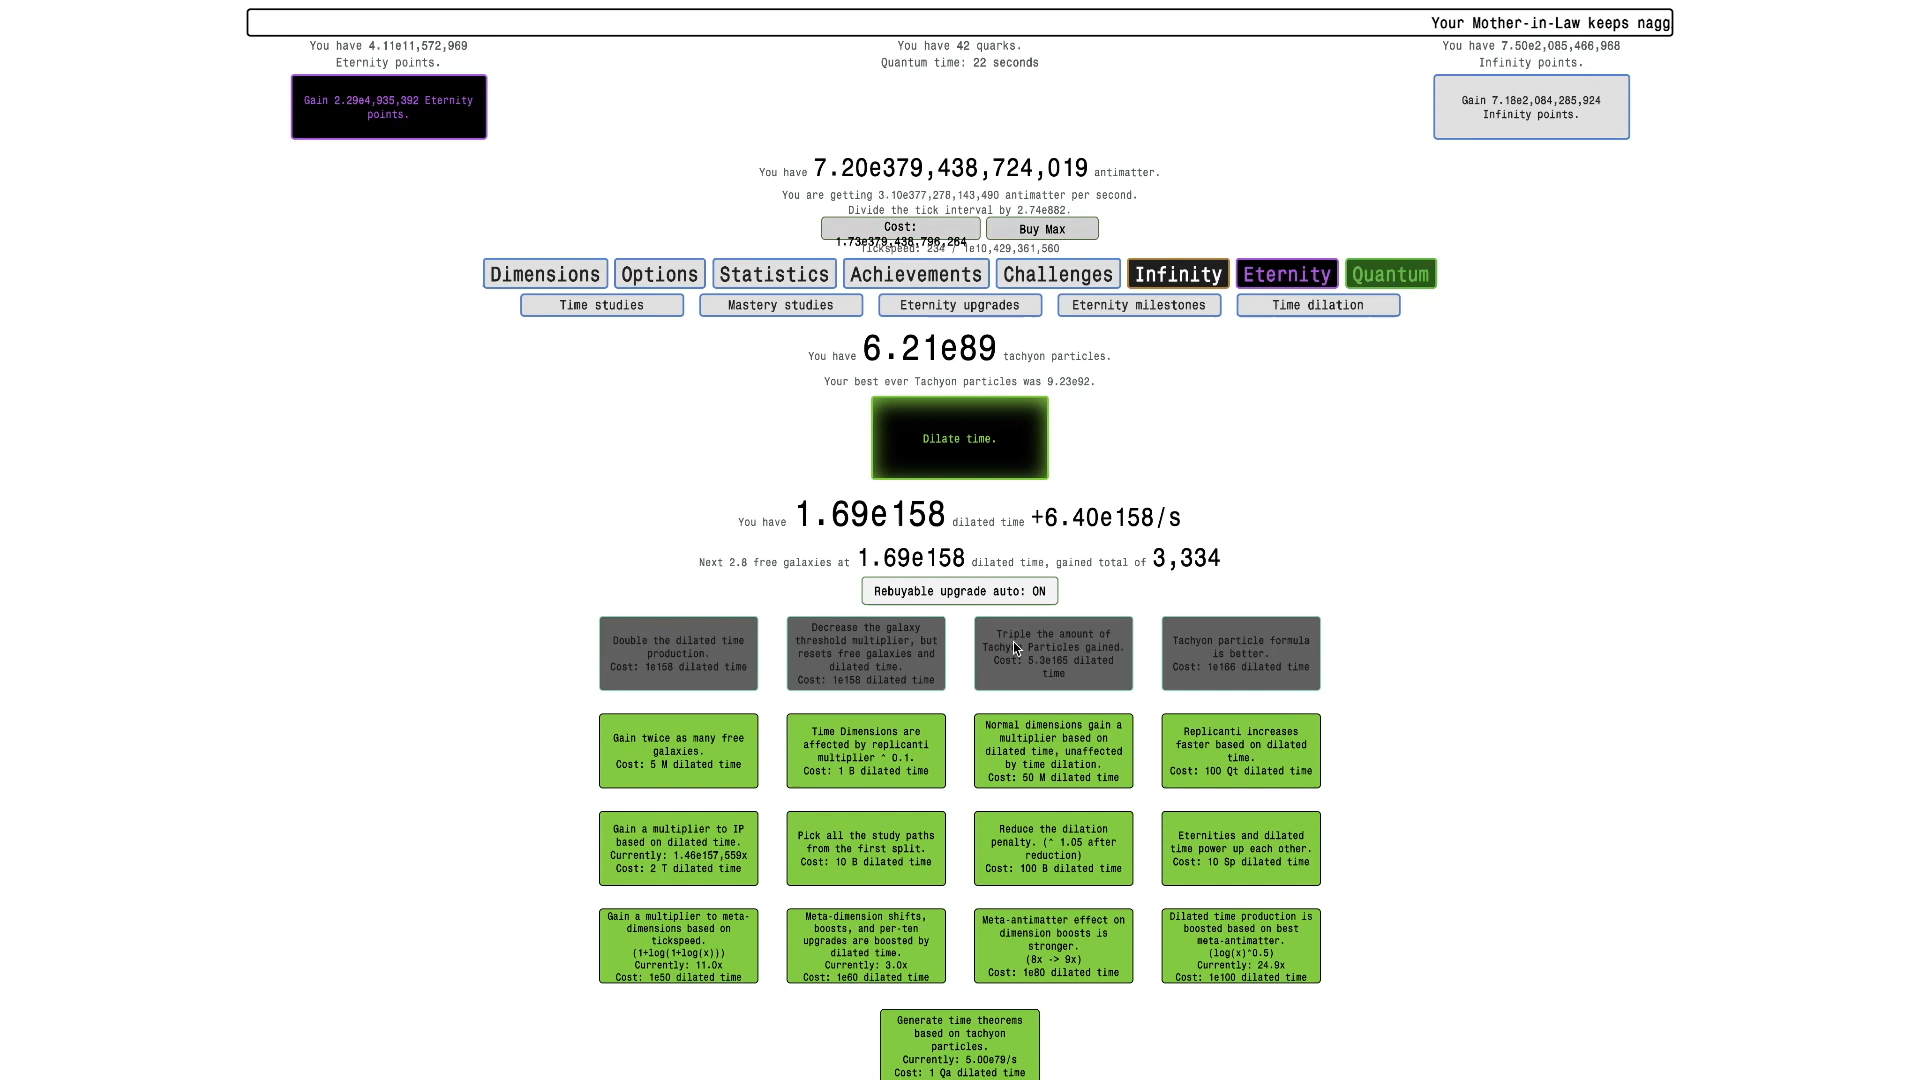 Your Mother-in-Law keeps nagg
You have 4.11e11,572,969
Eternity points.
You have 42 quarks.
Quantum time: 22 seconds
You have 7.50e2,085,466,968
Infinity points.
Gain 2.29e4,935,392 Eternity
points.
Gain 7.18e2,084,285,924
Infinity points.
You have 7.20e379,438,724,019 antimatter.
You are getting 3.10e377,278,143,490 antimatter per second.
Divide the tick interval by 2.74e882.
Cost:
1.73e379,438,796,264
Buy Max
Tickspeed: 234 / 1e10,429,361,560
Dimensions
Options
Statistics
Achievements
Challenges
Infinity
Eternity
Quantum
Time studies
Mastery studies
Eternity upgrades
Eternity milestones
Time dilation
You have 6.21e89 tachyon particles.
Your best ever Tachyon particles was 9.23e92.
Dilate time.
You have 1.69e158 dilated time +6.40e158/s
Next 2.8 free galaxies at 1.69e158 dilated time, gained total of 3,334
Rebuyable upgrade auto: ON
Double the dilated time
production.
Cost: 1e158 dilated time
Decrease the galaxy
threshold multiplier, but
resets free galaxies and
dilated time.
Cost: 1e158 dilated time
Triple the amount of
Tachyon Particles gained.
Cost: 5.3e165 dilated
time
Tachyon particle formula
is better.
Cost: 1e166 dilated time
Gain twice as many free
galaxies.
Cost: 5 M dilated time
Time Dimensions are
affected by replicanti
multiplier ^ 0.1.
Cost: 1 B dilated time
Normal dimensions gain a
multiplier based on
dilated time, unaffected
by time dilation.
Cost: 50 M dilated time
Replicanti increases
faster based on dilated
time.
Cost: 100 Qt dilated time
Gain a multiplier to IP
based on dilated time.
Currently: 1.46e157,559x
Cost: 2 T dilated time
Pick all the study paths
from the first split.
Cost: 10 B dilated time
Reduce the dilation
penalty. (^ 1.05 after
reduction)
Cost: 100 B dilated time
Eternities and dilated
time power up each other.
Cost: 10 Sp dilated time
Gain a multiplier to meta-
dimensions based on
tickspeed.
(1+log(1+log(x)))
Currently: 11.0x
Cost: 1e50 dilated time
Meta-dimension shifts,
boosts, and per-ten
upgrades are boosted by
dilated time.
Currently: 3.0x
Cost: 1e60 dilated time
Meta-antimatter effect on
dimension boosts is
stronger.
(8x -> 9x)
Cost: 1e80 dilated time
Dilated time production is
boosted based on best
meta-antimatter.
(log(x)^0.5)
Currently: 24.9x
Cost: 1e100 dilated time
Generate time theorems
based on tachyon
particles.
Currently: 5.00e79/s
Cost: 1 Qa dilated time